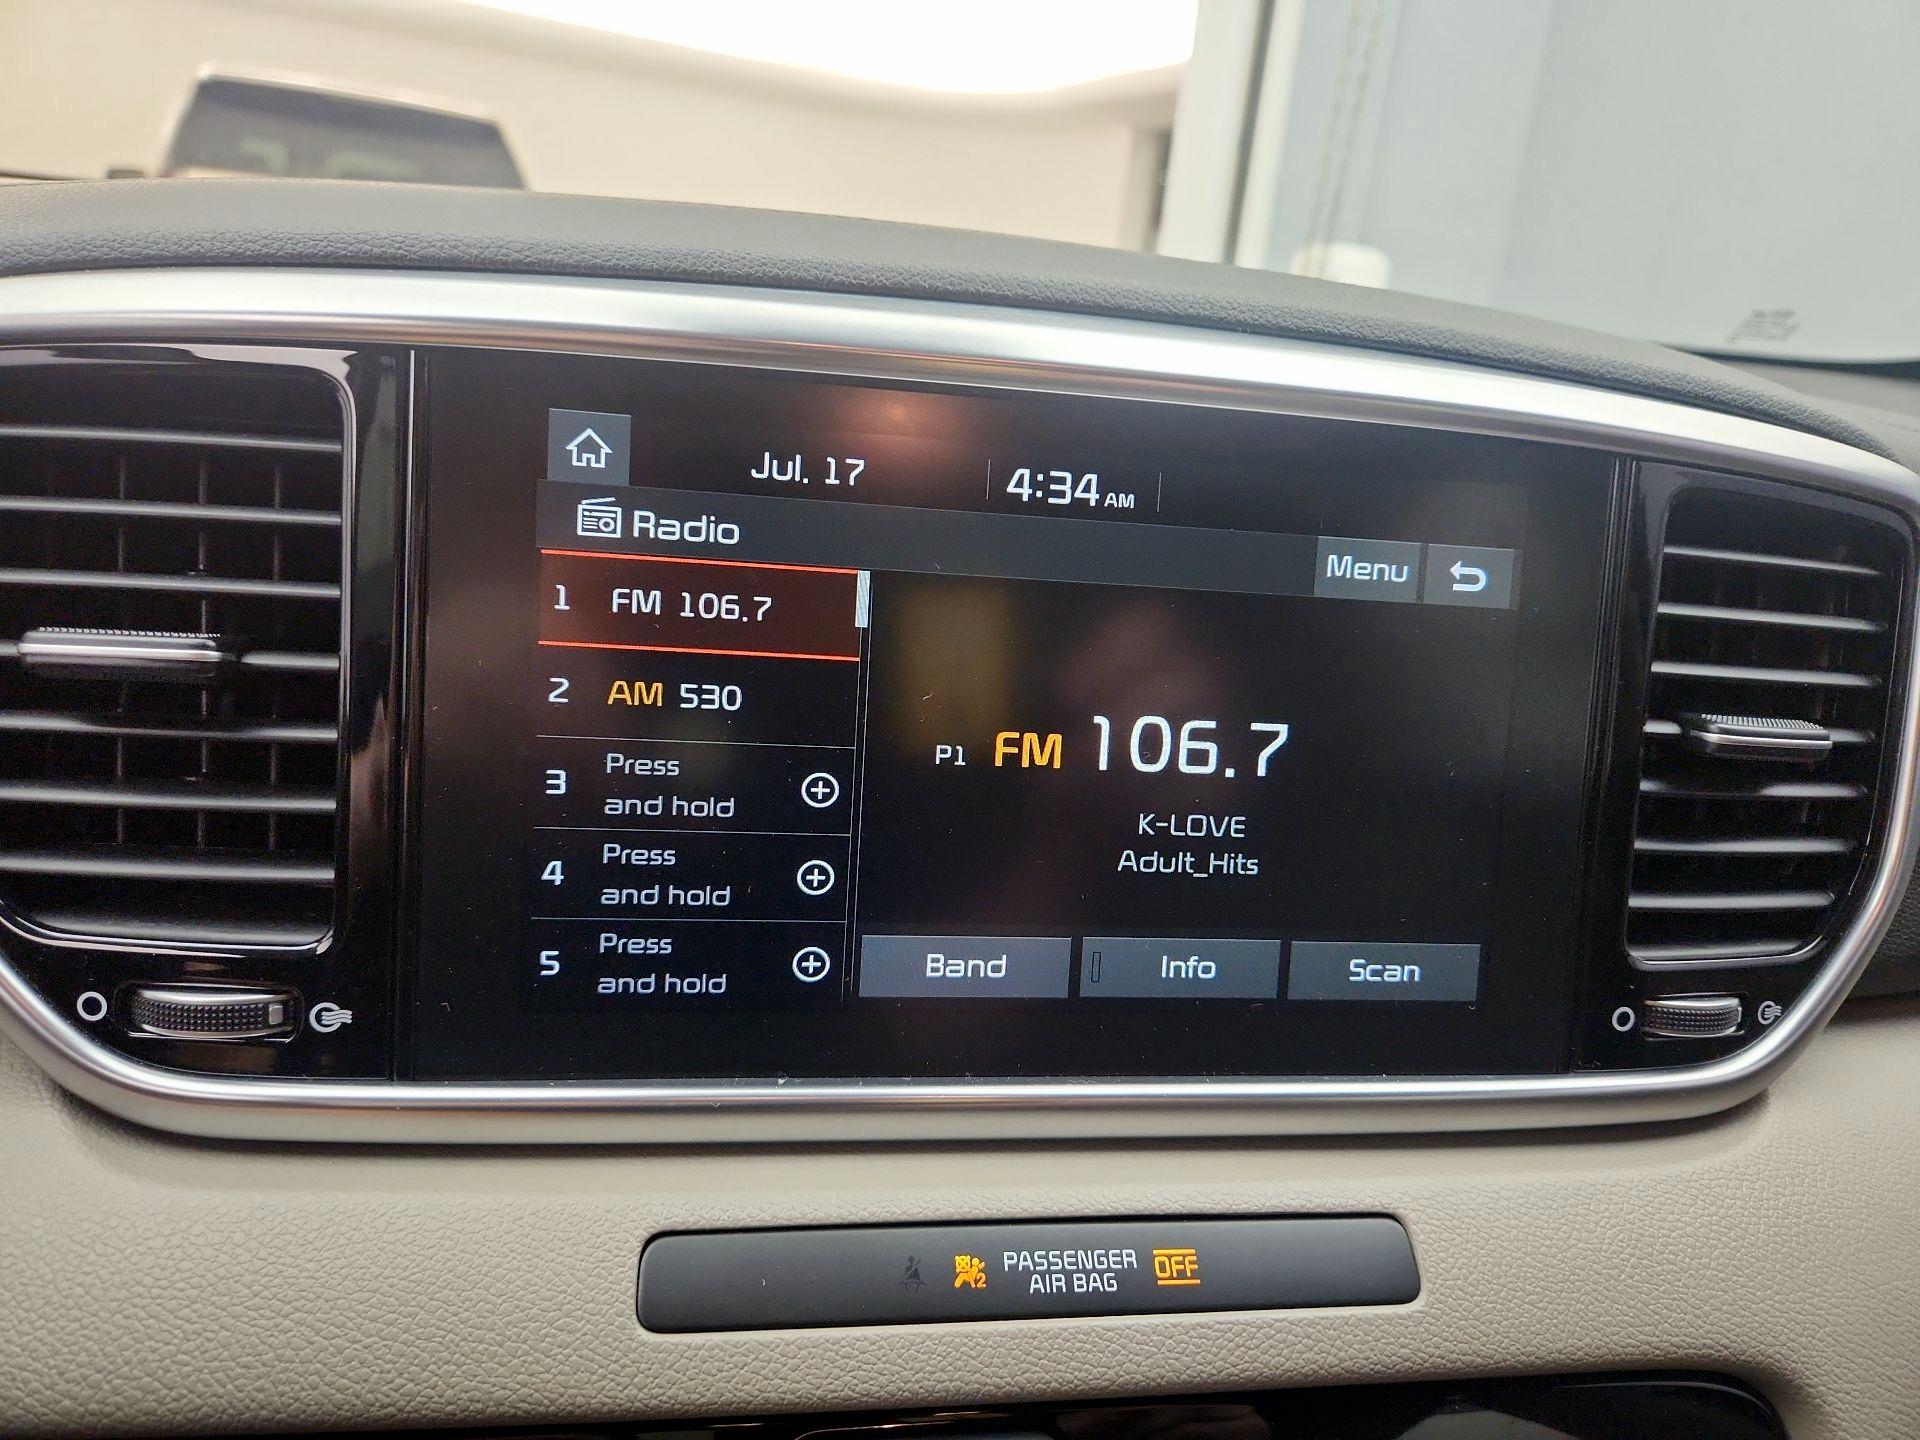 Jul. 17
4:34 AM
Radio
Menu
1 FM 106.7
2 AM 530
3 Press
and hold
4 Press
and hold
5 Press
and hold
P1 FM 106.7
K-LOVE
Adult_Hits
Band
Info
Scan
2
PASSENGER
AIR BAG
OFF